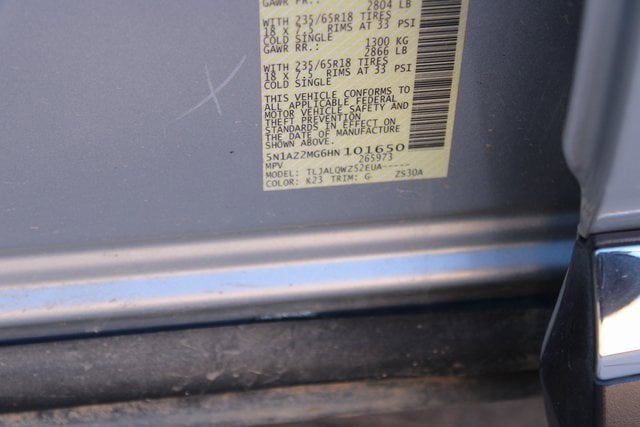 GAWR FR.: 2804 LB
WITH 235/65R18 TIRES
18 X 7.5 RIMS AT 33 PSI
COLD SINGLE 1300 KG
GAWR RR.: 2866 LB
WITH 235/65R18 TIRES
18 X 7.5 RIMS AT 33 PSI
COLD SINGLE
THIS VEHICLE CONFORMS TO
ALL APPLICABLE FEDERAL
MOTOR VEHICLE SAFETY AND
THEFT PREVENTION
STANDARDS IN EFFECT ON
THE DATE OF MANUFACTURE
SHOWN ABOVE.
5N1AZ2MG6HN101650
MPV 265973
MODEL: TLJALQWZ52EUA-----
COLOR: K23 TRIM: G- ZS30A